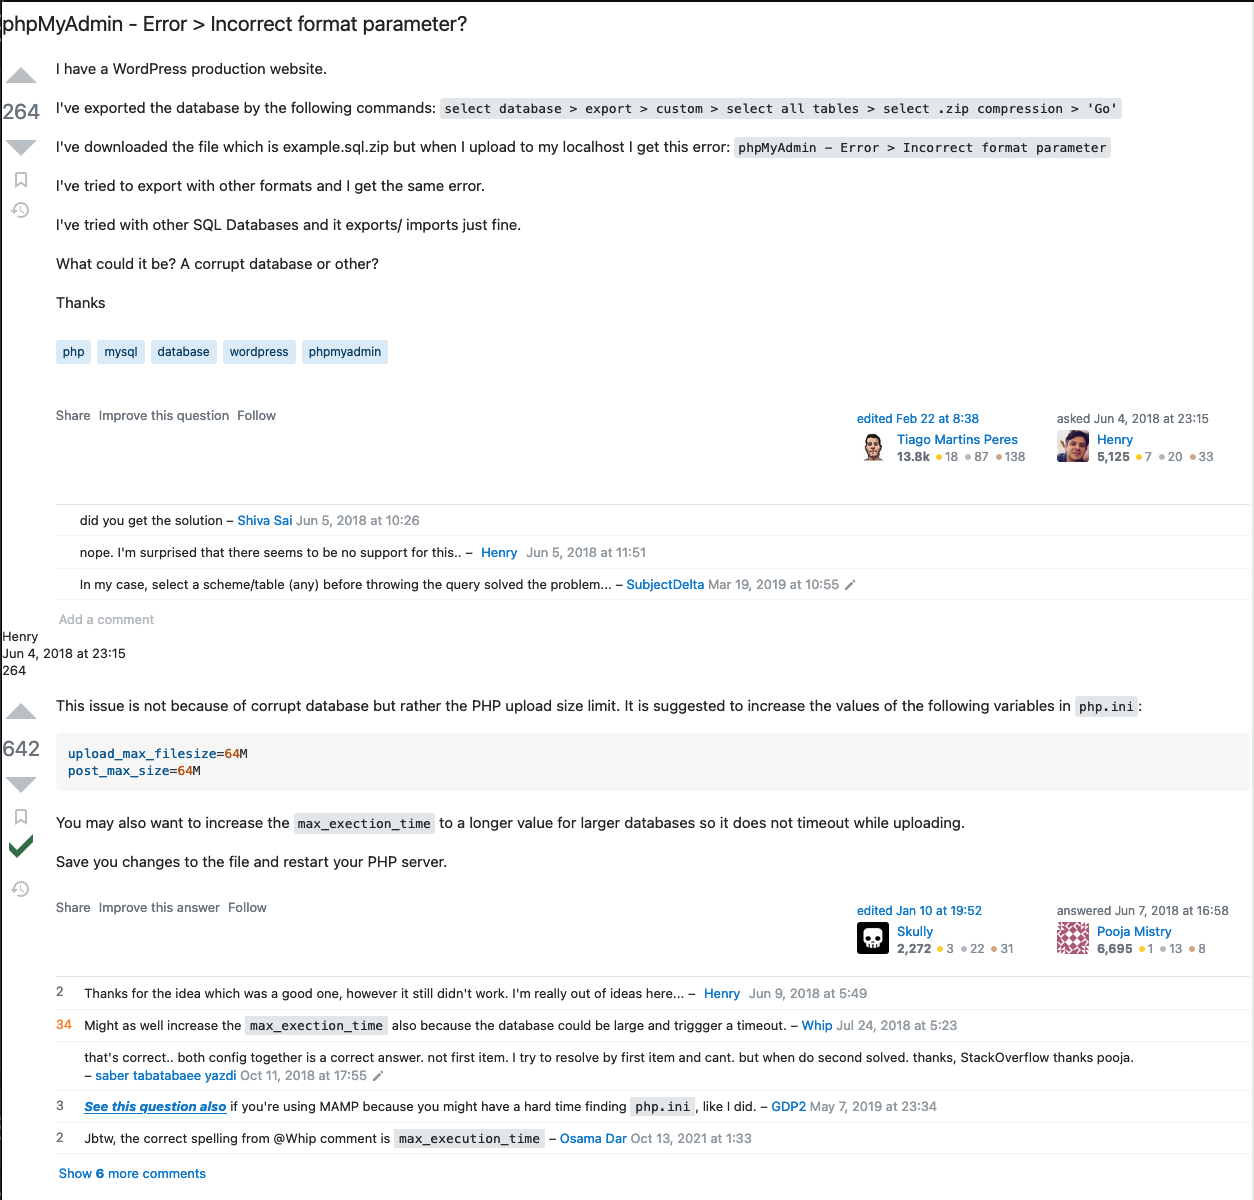 phpMyAdmin - Error > Incorrect format parameter?
I have a WordPress production website.
264
I've exported the database by the following commands: select database > export > custom > select all tables > select .zip compression > 'Go'
I've downloaded the file which is example.sql.zip but when I upload to my localhost I get this error: phpMyAdmin – Error > Incorrect format parameter
I've tried to export with other formats and I get the same error.
I've tried with other SQL Databases and it exports/ imports just fine.
What could it be? A corrupt database or other?
Thanks
php mysql database wordpress phpmyadmin
Share Improve this question Follow
edited Feb 22 at 8:38
Tiago Martins Peres
13.8k 18 87 138
asked Jun 4, 2018 at 23:15
Henry
5,125 7 20 33
did you get the solution – Shiva Sai Jun 5, 2018 at 10:26
nope. I'm surprised that there seems to be no support for this.. – Henry Jun 5, 2018 at 11:51
In my case, select a scheme/table (any) before throwing the query solved the problem... – SubjectDelta Mar 19, 2019 at 10:55
Add a comment
Henry
Jun 4, 2018 at 23:15
264
This issue is not because of corrupt database but rather the PHP upload size limit. It is suggested to increase the values of the following variables in php.ini:
642
upload_max_filesize=64M
post_max_size=64M
You may also want to increase the max_exection_time to a longer value for larger databases so it does not timeout while uploading.
Save you changes to the file and restart your PHP server.
Share Improve this answer Follow
edited Jan 10 at 19:52
Skully
2,272 3 22 31
answered Jun 7, 2018 at 16:58
Pooja Mistry
6,695 1 13 8
2 Thanks for the idea which was a good one, however it still didn't work. I'm really out of ideas here... – Henry Jun 9, 2018 at 5:49
34 Might as well increase the max_exection_time also because the database could be large and triggger a timeout. – Whip Jul 24, 2018 at 5:23
that's correct.. both config together is a correct answer. not first item. I try to resolve by first item and cant. but when do second solved. thanks, StackOverflow thanks pooja.
– saber tabatabaee yazdi Oct 11, 2018 at 17:55
3 See this question also if you're using MAMP because you might have a hard time finding php.ini, like I did. – GDP2 May 7, 2019 at 23:34
2 Jbtw, the correct spelling from @Whip comment is max_execution_time – Osama Dar Oct 13, 2021 at 1:33
Show 6 more comments